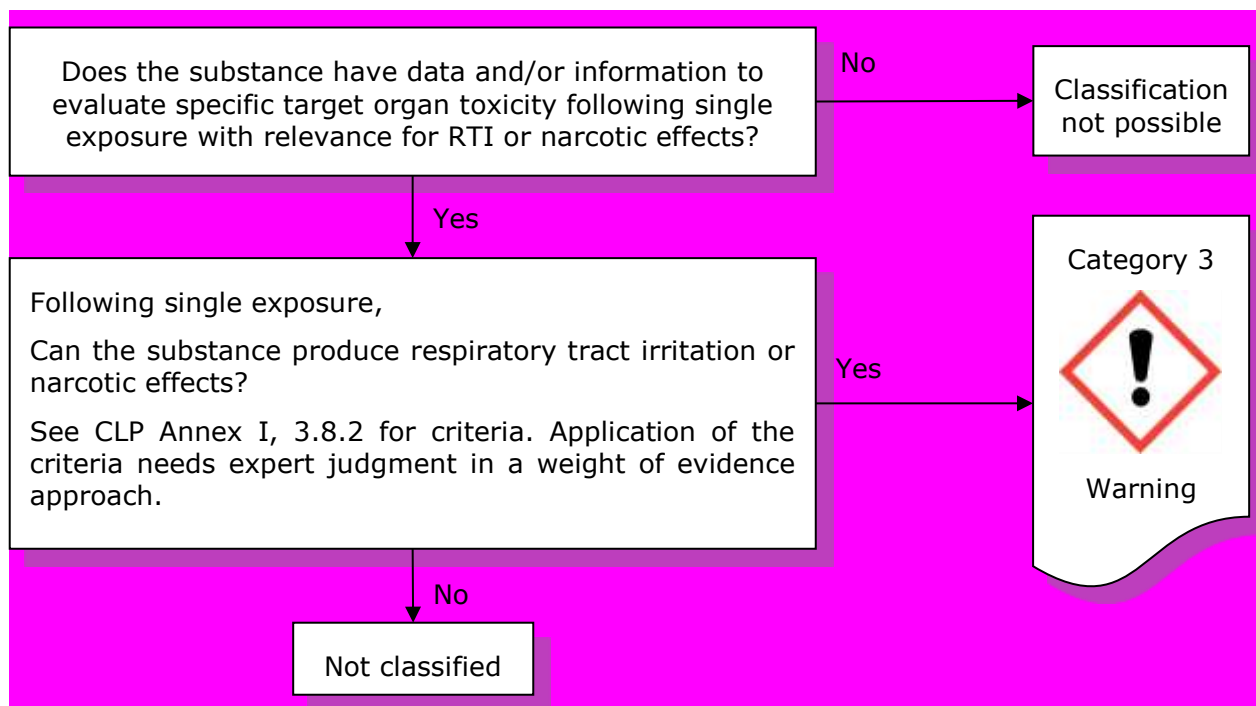 Does the substance have data and/or information to
evaluate specific target organ toxicity following single
exposure with relevance for RTI or narcotic effects?
No
Classification
not possible
Yes
Following single exposure,
Can the substance produce respiratory tract irritation or
narcotic effects?
See CLP Annex I, 3.8.2 for criteria. Application of the
criteria needs expert judgment in a weight of evidence
approach.
Yes
Category 3
Warning
No
Not classified